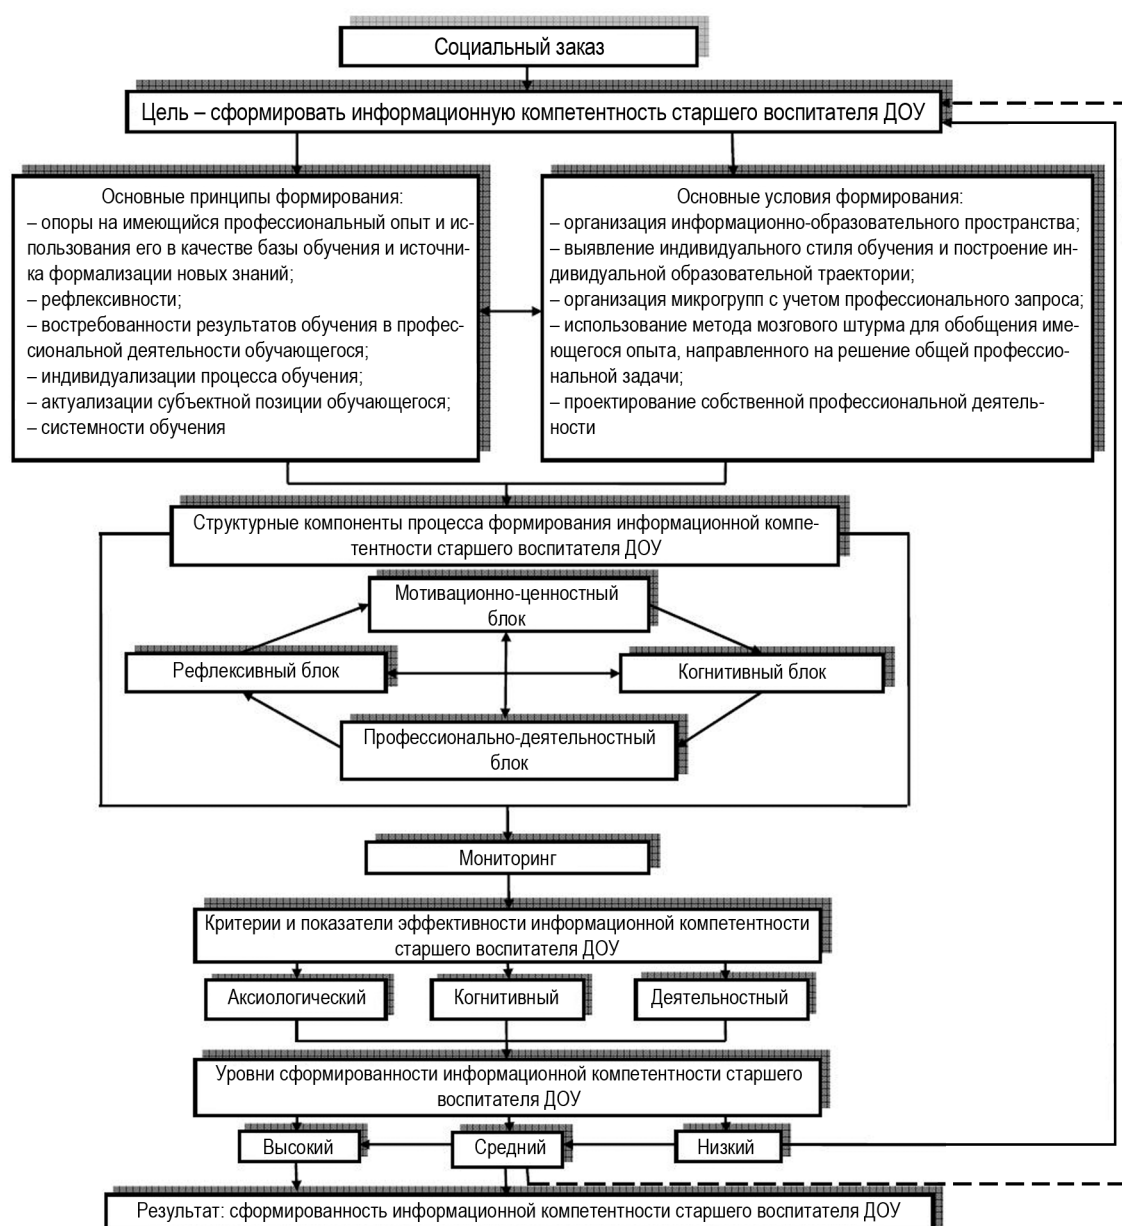 Социальный заказ
Цель – сформировать информационную компетентность старшего воспитателя ДОУ
Основные принципы формирования:
– опоры на имеющийся профессиональный опыт и ис-
пользования его в качестве базы обучения и источни-
ка формализации новых знаний;
– рефлексивности;
– востребованности результатов обучения в профес-
сиональной деятельности обучающегося;
– индивидуализации процесса обучения;
– актуализации субъектной позиции обучающегося;
– системности обучения
Основные условия формирования:
– организация информационно-образовательного пространства;
– выявление индивидуального стиля обучения и построение ин-
дивидуальной образовательной траектории;
– организация микрогрупп с учетом профессионального запроса;
– использование метода мозгового штурма для обобщения име-
ющегося опыта, направленного на решение общей профессио-
нальной задачи;
– проектирование собственной профессиональной деятель-
ности
Структурные компоненты процесса формирования информационной компе-
тентности старшего воспитателя ДОУ
Мотивационно-ценностный
блок
Рефлексивный блок
Когнитивный блок
Профессионально-деятельностный
блок
Мониторинг
Критерии и показатели эффективности информационной компетентности
старшего воспитателя ДОУ
Аксиологический
Когнитивный
Деятельностный
Уровни сформированности информационной компетентности старшего
воспитателя ДОУ
Высокий
Средний
Низкий
Результат: сформированность информационной компетентности старшего воспитателя ДОУ